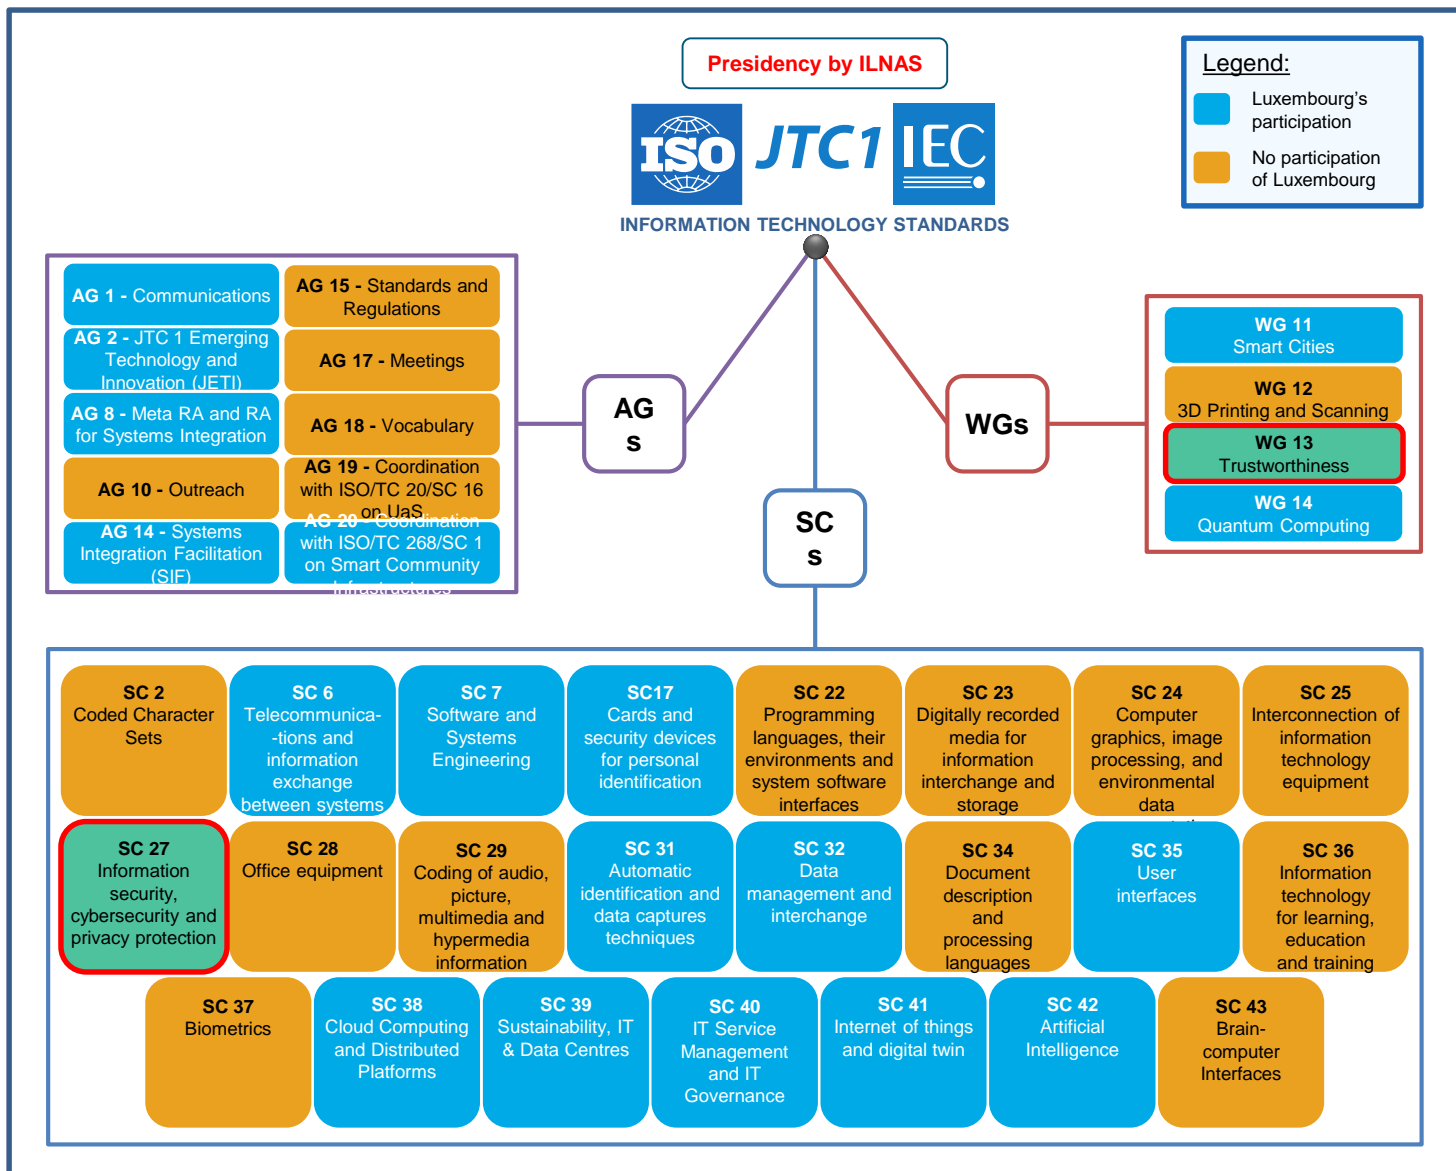 Presidency by ILNAS
ISO
JTC1
IEC
INFORMATION TECHNOLOGY STANDARDS
Legend:
Luxembourg's
participation
No participation
of Luxembourg
AG 1 - Communications
AG 2 - JTC 1 Emerging
Technology and
Innovation (JETI)
AG 8 - Meta RA and RA
for Systems Integration
AG 10 - Outreach
AG 14 - Systems
Integration Facilitation
(SIF)
AG 15 - Standards and
Regulations
AG 17 - Meetings
AG 18 - Vocabulary
AG 19 - Coordination
with ISO/TC 20/SC 16
on UaS
AG 20 - Coordination
with ISO/TC 268/SC 1
on Smart Community
Infrastructures
AG
s
SC
s
WGs
WG 11
Smart Cities
WG 12
3D Printing and Scanning
WG 13
Trustworthiness
WG 14
Quantum Computing
SC 2
Coded Character
Sets
SC 6
Telecommunica-
-tions and
information
exchange
between systems
SC 7
Software and
Systems
Engineering
SC17
Cards and
security devices
for personal
identification
SC 22
Programming
languages, their
environments and
system software
interfaces
SC 23
Digitally recorded
media for
information
interchange and
storage
SC 24
Computer
graphics, image
processing, and
environmental
data
SC 25
Interconnection of
information
technology
equipment
SC 27
Information
security,
cybersecurity and
privacy protection
SC 28
Office equipment
SC 29
Coding of audio,
picture,
multimedia and
hypermedia
information
SC 31
Automatic
identification and
data captures
techniques
SC 32
Data
management and
interchange
SC 34
Document
description
and
processing
languages
SC 35
User
interfaces
SC 36
Information
technology
for learning,
education
and training
SC 37
Biometrics
SC 38
Cloud Computing
and Distributed
Platforms
SC 39
Sustainability, IT
& Data Centres
SC 40
IT Service
Management
and IT
Governance
SC 41
Internet of things
and digital twin
SC 42
Artificial
Intelligence
SC 43
Brain-
computer
Interfaces